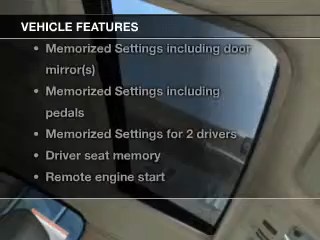 VEHICLE FEATURES
• Memorized Settings including door
mirror(s)
• Memorized Settings including
pedals
• Memorized Settings for 2 drivers
• Driver seat memory
• Remote engine start